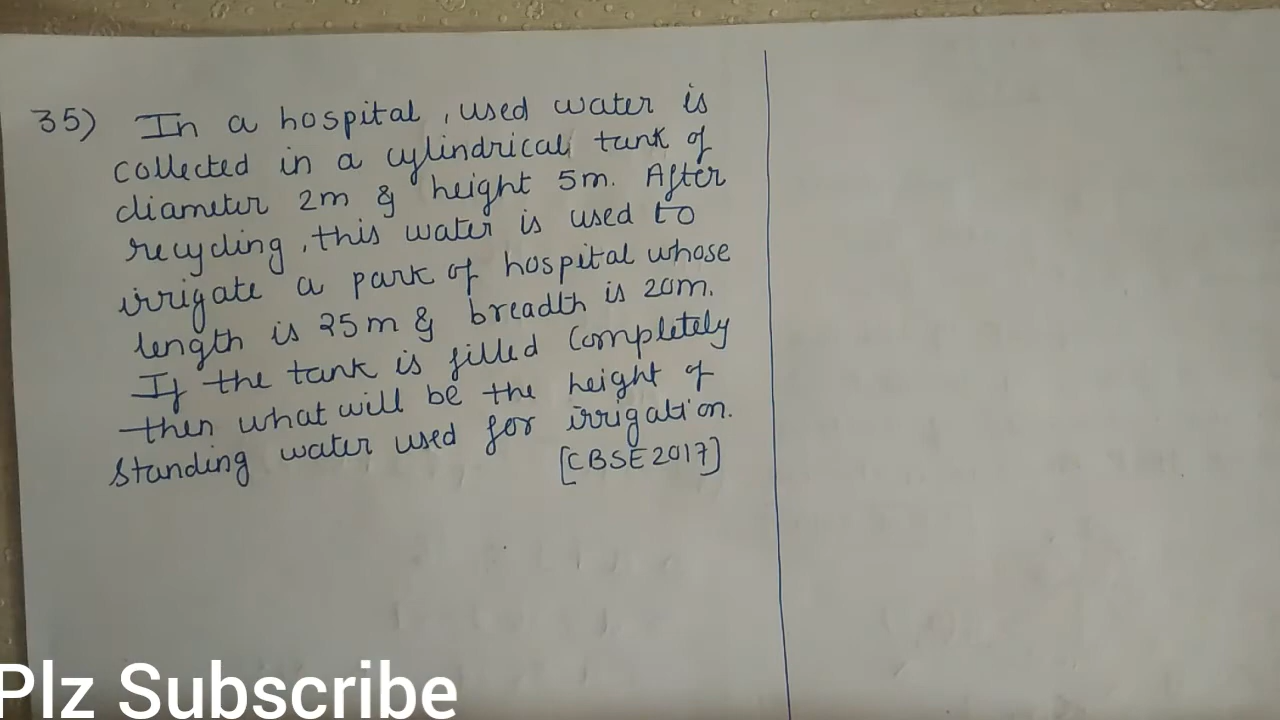 35) In a hospital, used water is
collected in a cylindrical tank of
diameter 2m & height 5m. After
recycling, this water is used to
irrigate a park of hospital whose
length is 25m & breadth is 20m.
If the tank is filled completely
then what will be the height of
standing water used for irrigation.
[CBSE 2017]
Plz Subscribe